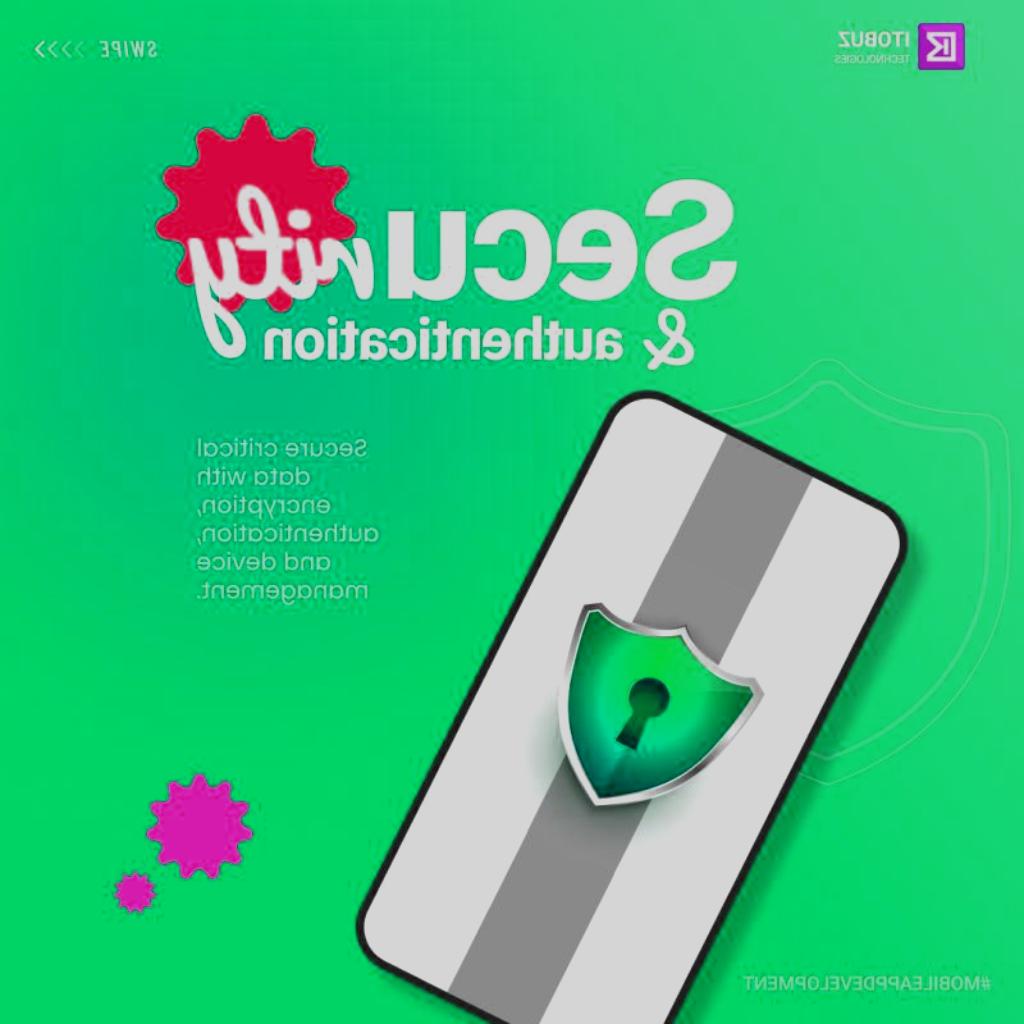 ITOBUZ
TECHNOLOGIES
SWIPE
Security
& authentication
Secure critical
data with
encryption,
authentication,
and device
management.
#MOBILEAPPDEVELOPMENT